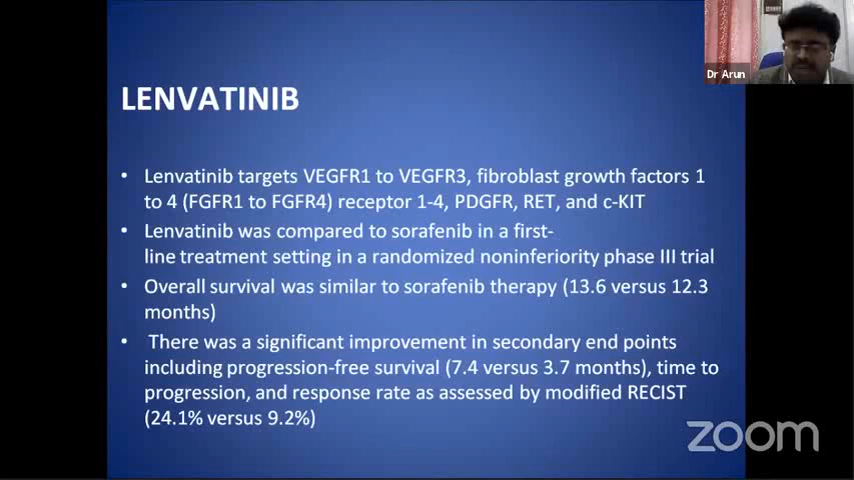 Dr Arun
LENVATINIB
• Lenvatinib targets VEGFR1 to VEGFR3, fibroblast growth factors 1
to 4 (FGFR1 to FGFR4) receptor 1-4, PDGFR, RET, and c-KIT
• Lenvatinib was compared to sorafenib in a first-
line treatment setting in a randomized noninferiority phase III trial
• Overall survival was similar to sorafenib therapy (13.6 versus 12.3
months)
• There was a significant improvement in secondary end points
including progression-free survival (7.4 versus 3.7 months), time to
progression, and response rate as assessed by modified RECIST
(24.1% versus 9.2%)
zoom